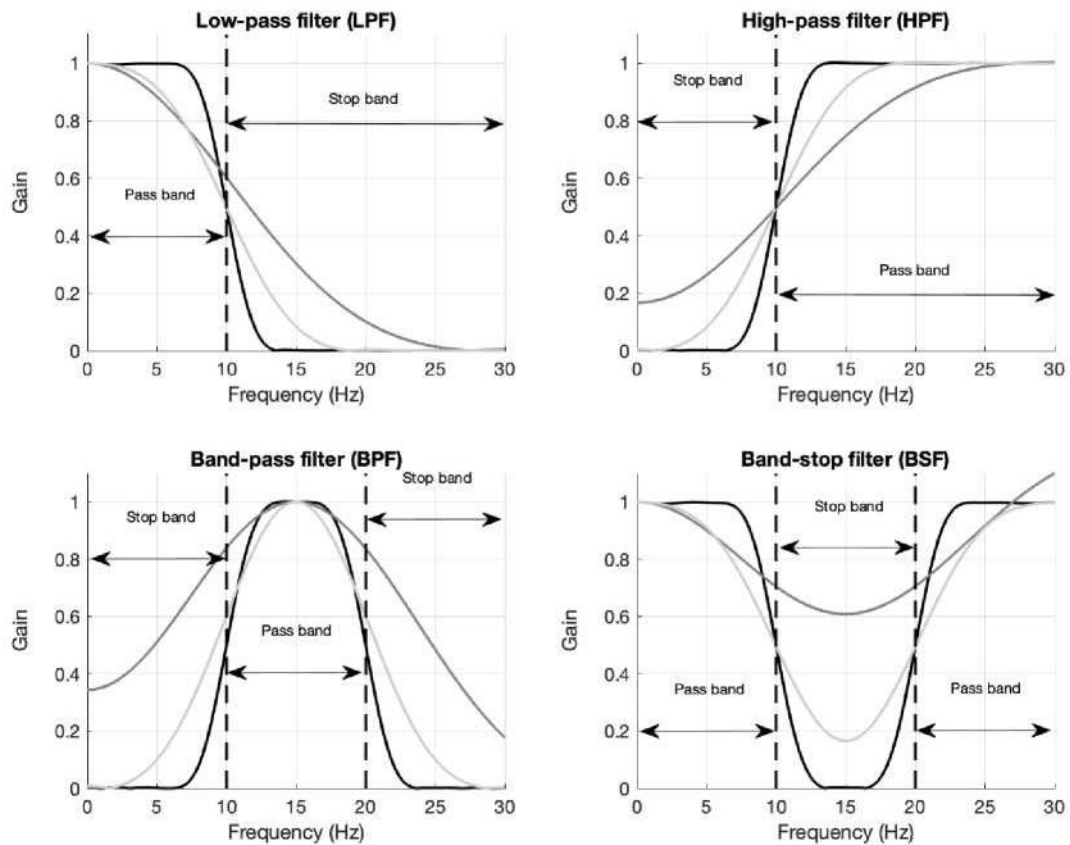 Low-pass filter (LPF)
1
0.8
0.6
0.4
0.2
0
Gain
Stop band
Pass band
0 5 10 15 20 25 30
Frequency (Hz)
High-pass filter (HPF)
1
0.8
0.6
0.4
0.2
0
Gain
Stop band
Pass band
0 5 10 15 20 25 30
Frequency (Hz)
Band-pass filter (BPF)
1
0.8
0.6
0.4
0.2
0
Gain
Stop band
Stop band
Pass band
0 5 10 15 20 25 30
Frequency (Hz)
Band-stop filter (BSF)
1
0.8
0.6
0.4
0.2
0
Gain
Stop band
Pass band
Pass band
0 5 10 15 20 25 30
Frequency (Hz)